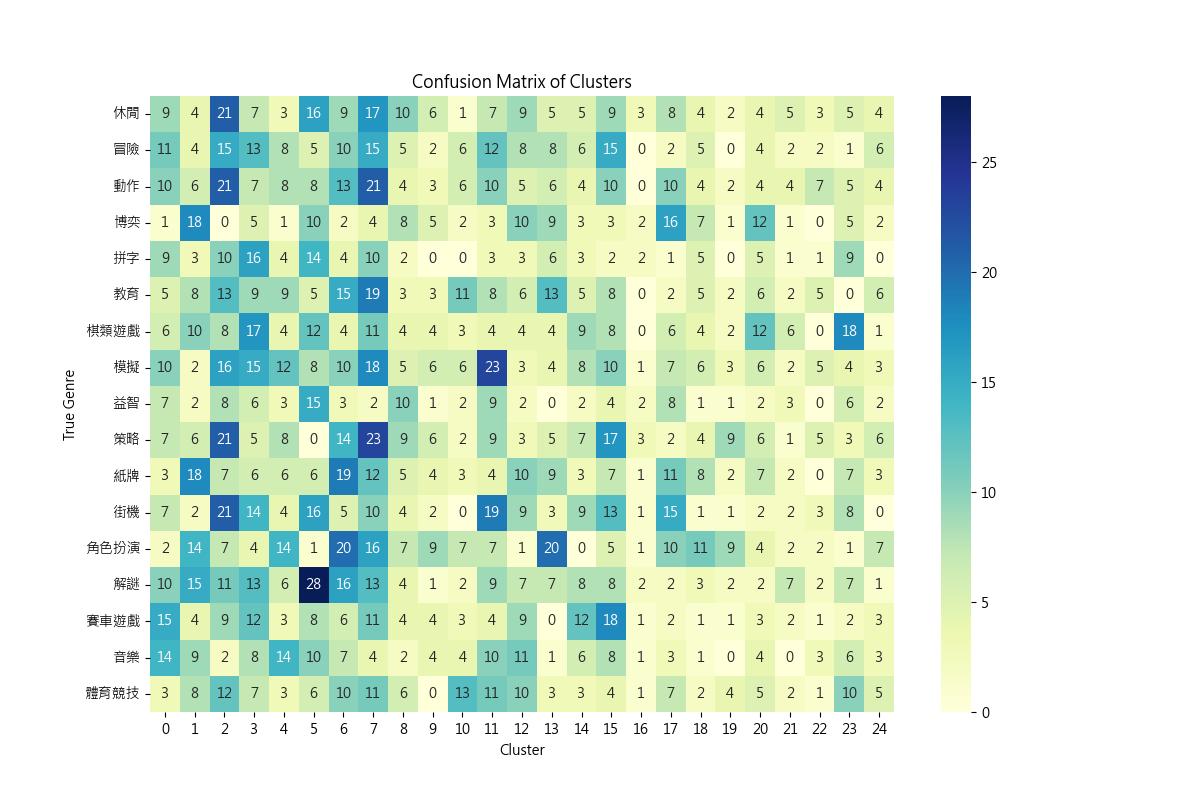 Confusion Matrix of Clusters
True Genre
休閒 9 4 21 7 3 16 9 17 10 6 1 7 9 5 5 9 3 8 4 2 4 5 3 5 4
冒險 11 4 15 13 8 5 10 15 5 2 6 12 8 8 6 15 0 2 5 0 4 2 2 1 6
動作 10 6 21 7 8 8 13 21 4 3 6 10 5 6 4 10 0 10 4 2 4 4 7 5 4
博奕 1 18 0 5 1 10 2 4 8 5 2 3 10 9 3 3 2 16 7 1 12 1 0 5 2
拼字 9 3 10 16 4 14 4 10 2 0 0 3 3 6 3 2 2 1 5 0 5 1 1 9 0
教育 5 8 13 9 9 5 15 19 3 3 11 8 6 13 5 8 0 2 5 2 6 2 5 0 6
棋類遊戲 6 10 8 17 4 12 4 11 4 4 3 4 4 4 9 8 0 6 4 2 12 6 0 18 1
模擬 10 2 16 15 12 8 10 18 5 6 6 23 3 4 8 10 1 7 6 3 6 2 5 4 3
益智 7 2 8 6 3 15 3 2 10 1 2 9 2 0 2 4 2 8 1 1 2 3 0 6 2
策略 7 6 21 5 8 0 14 23 9 6 2 9 3 5 7 17 3 2 4 9 6 1 5 3 6
紙牌 3 18 7 6 6 6 19 12 5 4 3 4 10 9 3 7 1 11 8 2 7 2 0 7 3
街機 7 2 21 14 4 16 5 10 4 2 0 19 9 3 9 13 1 15 1 1 2 2 3 8 0
角色扮演 2 14 7 4 14 1 20 16 7 9 7 7 1 20 0 5 1 10 11 9 4 2 2 1 7
解謎 10 15 11 13 6 28 16 13 4 1 2 9 7 7 8 8 2 2 3 2 2 7 2 7 1
賽車遊戲 15 4 9 12 3 8 6 11 4 4 3 4 9 0 12 18 1 2 1 1 3 2 1 2 3
音樂 14 9 2 8 14 10 7 4 2 4 4 10 11 1 6 8 1 3 1 0 4 0 3 6 3
體育競技 3 8 12 7 3 6 10 11 6 0 13 11 10 3 3 4 1 7 2 4 5 2 1 10 5
0 1 2 3 4 5 6 7 8 9 10 11 12 13 14 15 16 17 18 19 20 21 22 23 24
Cluster
25
20
15
10
5
0